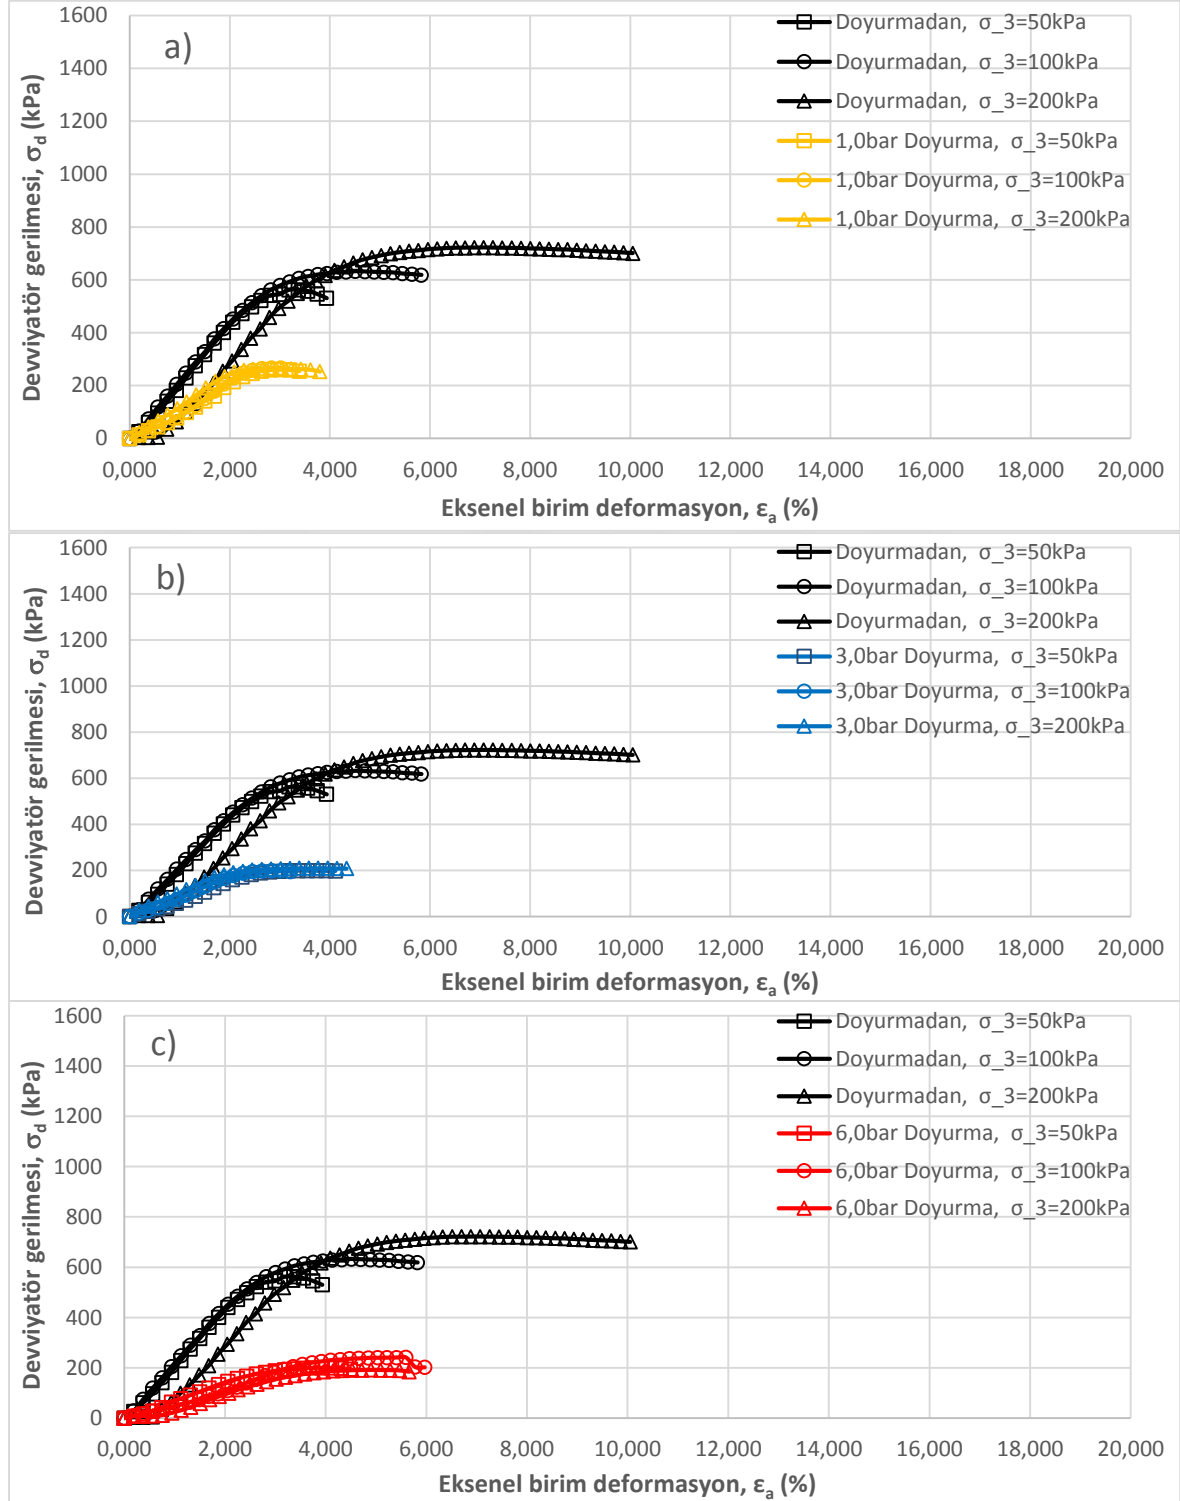 a)
Devviyatör gerilmesi, σd (kPa)
1600
1400
1200
1000
800
600
400
200
0
Doyurmadan, σ_3=50kPa
Doyurmadan, σ_3=100kPa
Doyurmadan, σ_3=200kPa
1,0bar Doyurma, σ_3=50kPa
1,0bar Doyurma, σ_3=100kPa
1,0bar Doyurma, σ_3=200kPa
0,000 2,000 4,000 6,000 8,000 10,000 12,000 14,000 16,000 18,000 20,000
Eksenel birim deformasyon, εa (%)
b)
Devviyatör gerilmesi, σd (kPa)
1600
1400
1200
1000
800
600
400
200
0
Doyurmadan, σ_3=50kPa
Doyurmadan, σ_3=100kPa
Doyurmadan, σ_3=200kPa
3,0bar Doyurma, σ_3=50kPa
3,0bar Doyurma, σ_3=100kPa
3,0bar Doyurma, σ_3=200kPa
0,000 2,000 4,000 6,000 8,000 10,000 12,000 14,000 16,000 18,000 20,000
Eksenel birim deformasyon, εa (%)
c)
Devviyatör gerilmesi, σd (kPa)
1600
1400
1200
1000
800
600
400
200
0
Doyurmadan, σ_3=50kPa
Doyurmadan, σ_3=100kPa
Doyurmadan, σ_3=200kPa
6,0bar Doyurma, σ_3=50kPa
6,0bar Doyurma, σ_3=100kPa
6,0bar Doyurma, σ_3=200kPa
0,000 2,000 4,000 6,000 8,000 10,000 12,000 14,000 16,000 18,000 20,000
Eksenel birim deformasyon, εa (%)